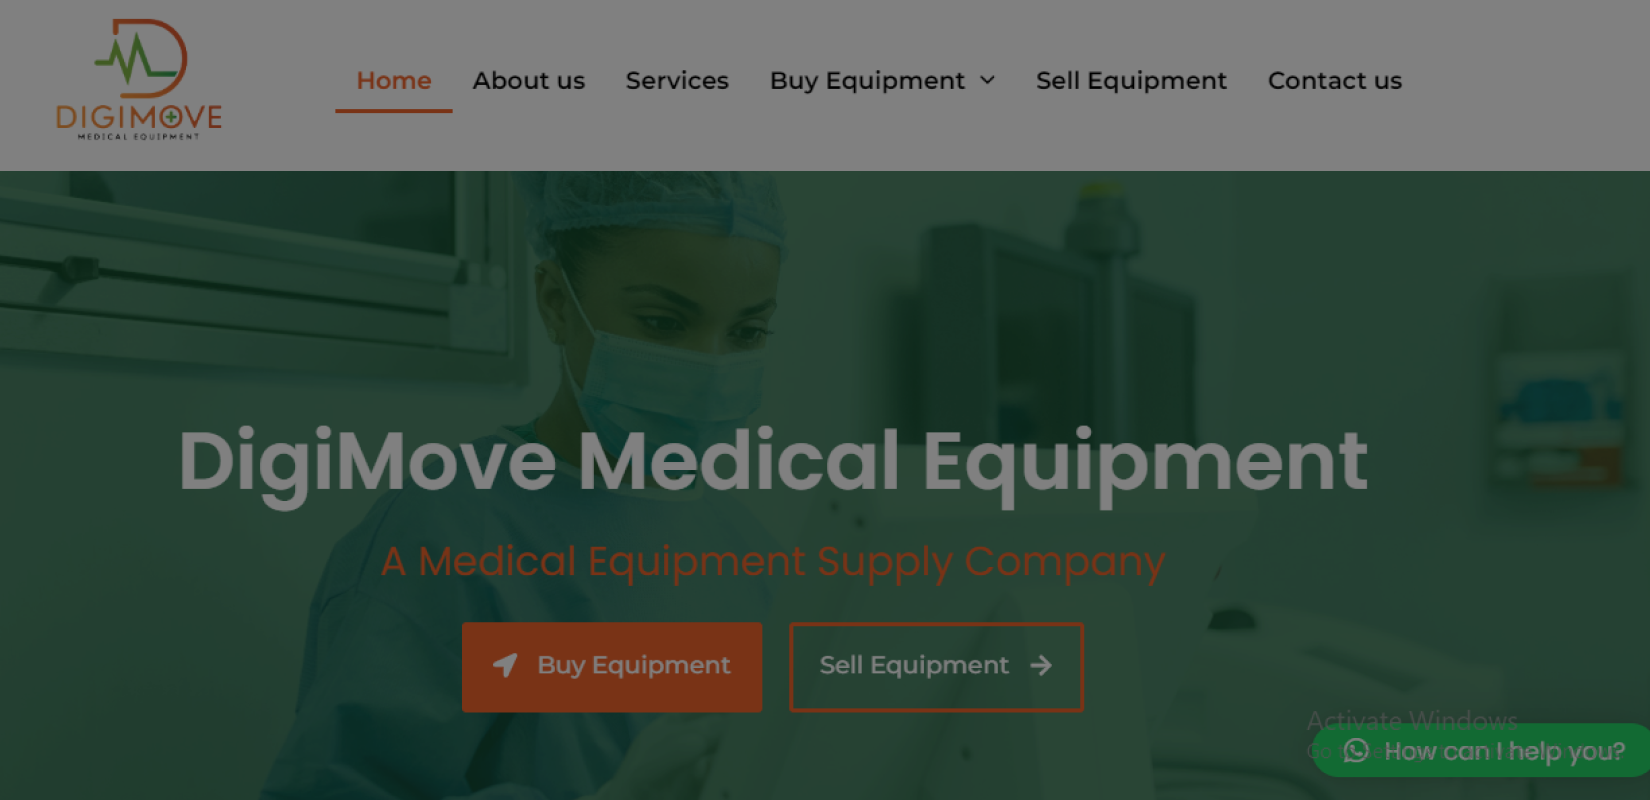 DIGIMOVE
MEDICAL EQUIPMENT
Home About us Services Buy Equipment Sell Equipment Contact us
DigiMove Medical Equipment
A Medical Equipment Supply Company
Buy Equipment Sell Equipment
Activate Windows
Go to
How can I help you?